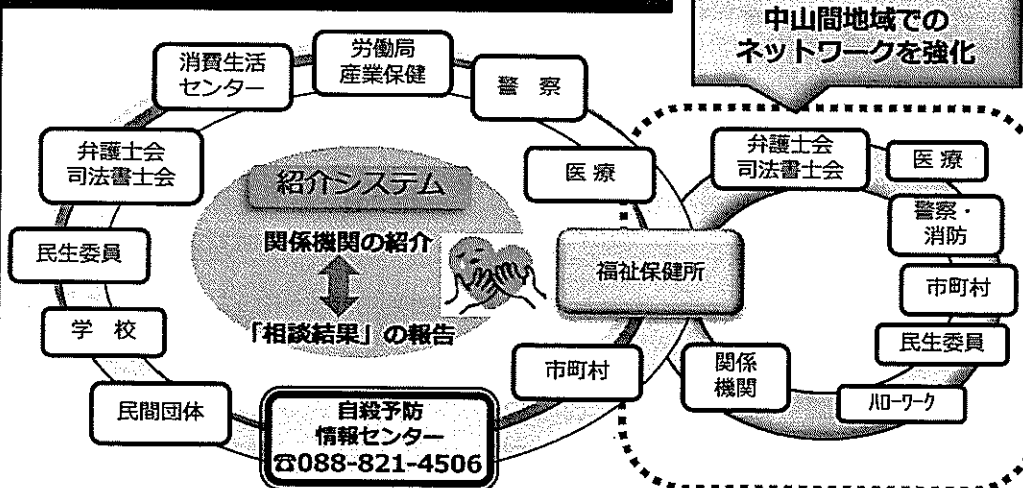 中山間地域での
ネットワークを強化
労働局
産業保健
消費生活
センター
警 察
弁護士会
司法書士会
医 療
民生委員
学 校
民間団体
自殺予防
情報センター
☎088-821-4506
市町村
紹介システム
関係機関の紹介
「相談結果」の報告
福祉保健所
弁護士会
司法書士会
医 療
警察・
消防
市町村
民生委員
ハローワーク
関係
機関